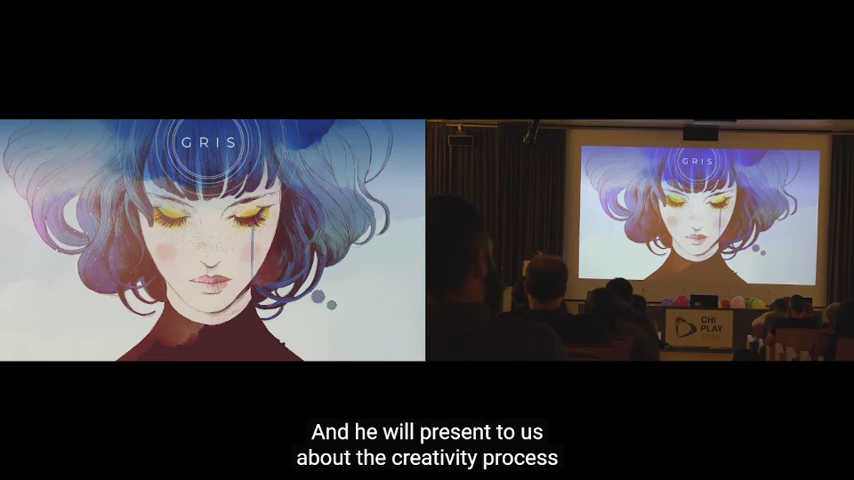 GRIS
GRIS
CHI
PLAY
And he will present to us
about the creativity process